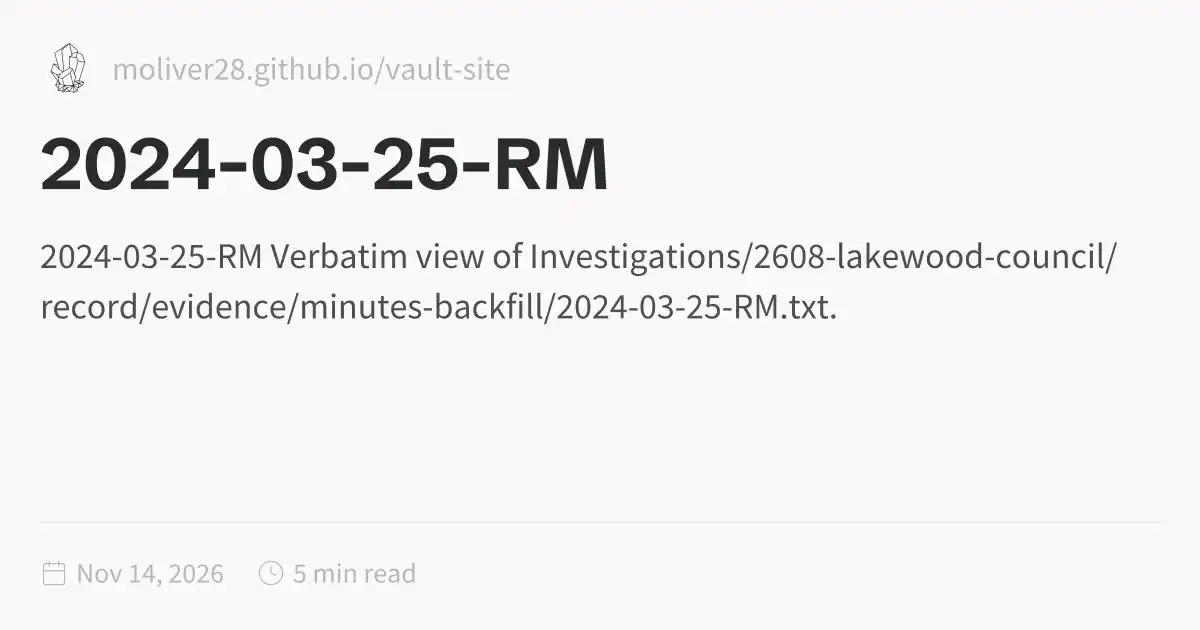 moliver28.github.io/vault-site
2024-03-25-RM
2024-03-25-RM Verbatim view of Investigations/2608-lakewood-council/
record/evidence/minutes-backfill/2024-03-25-RM.txt.
Nov 14, 2026
5 min read